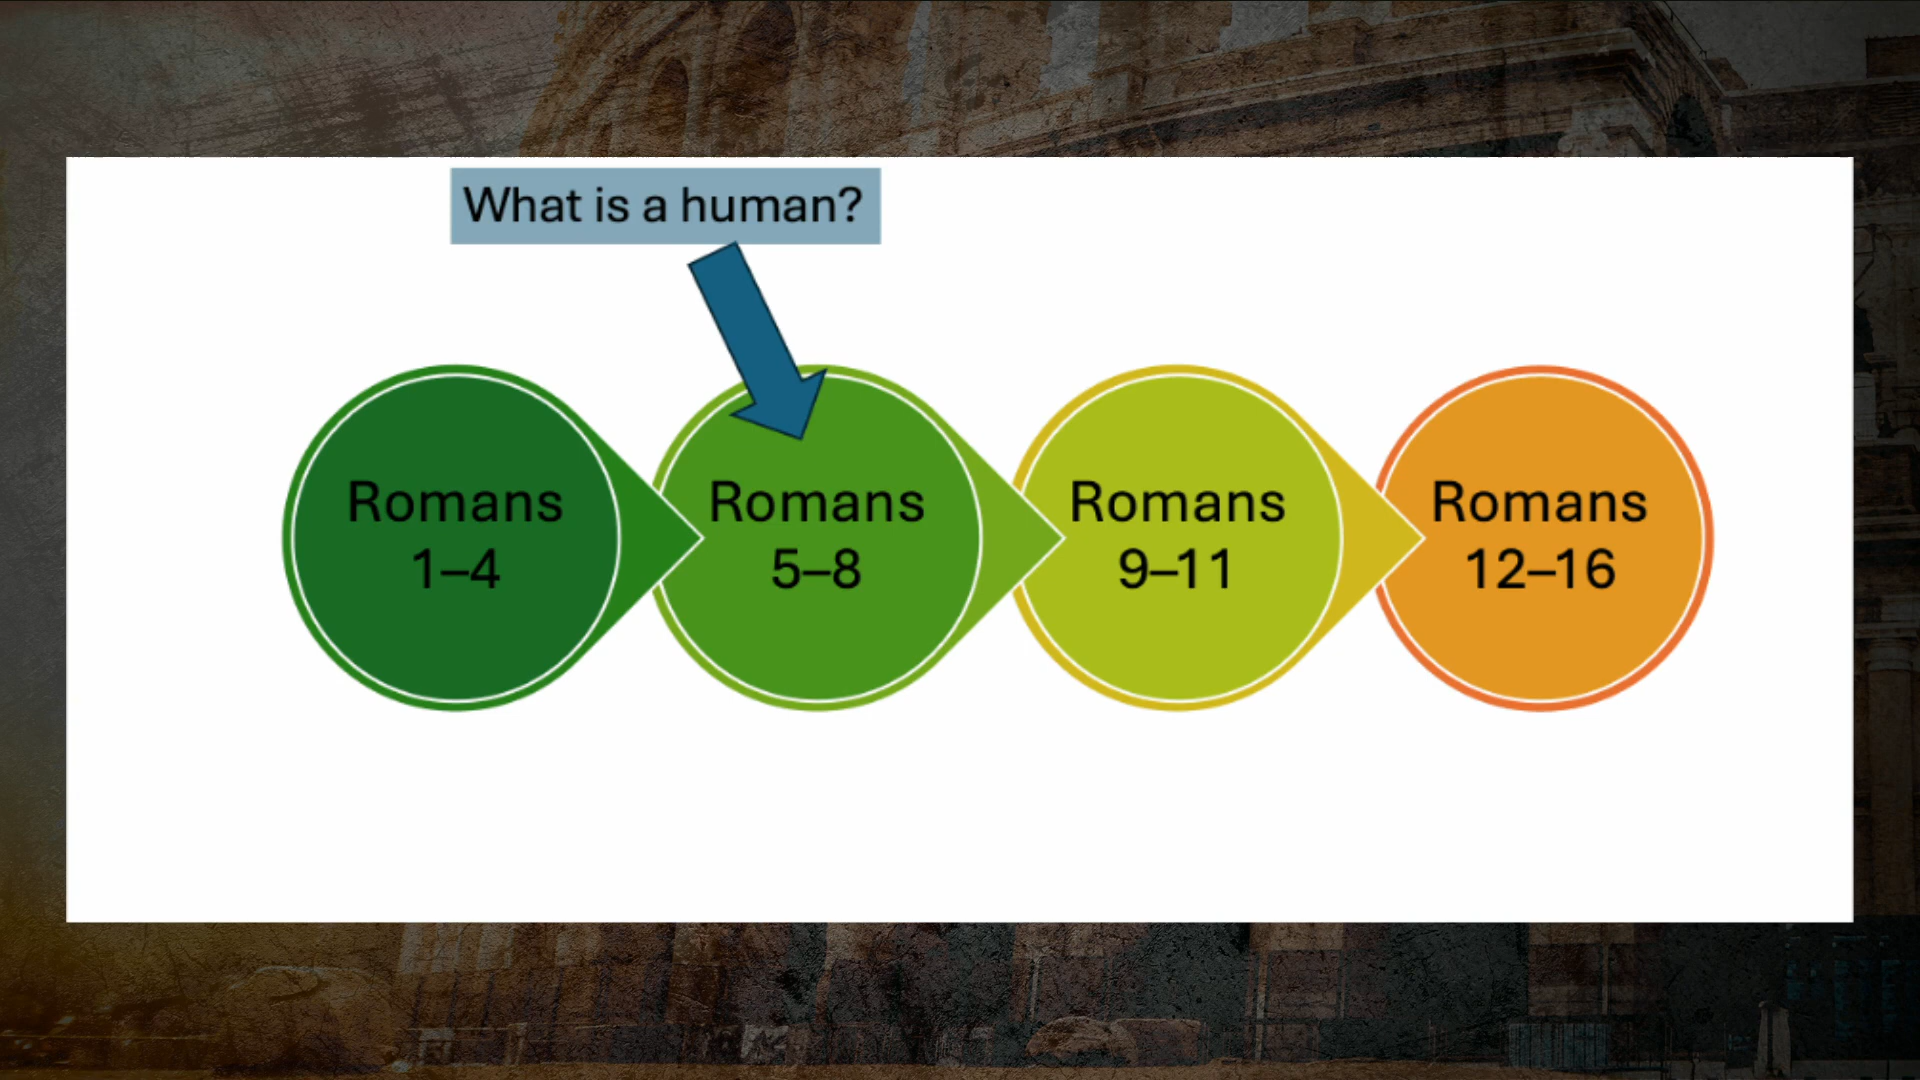 What is a human?
Romans
1–4
Romans
5–8
Romans
9–11
Romans
12–16